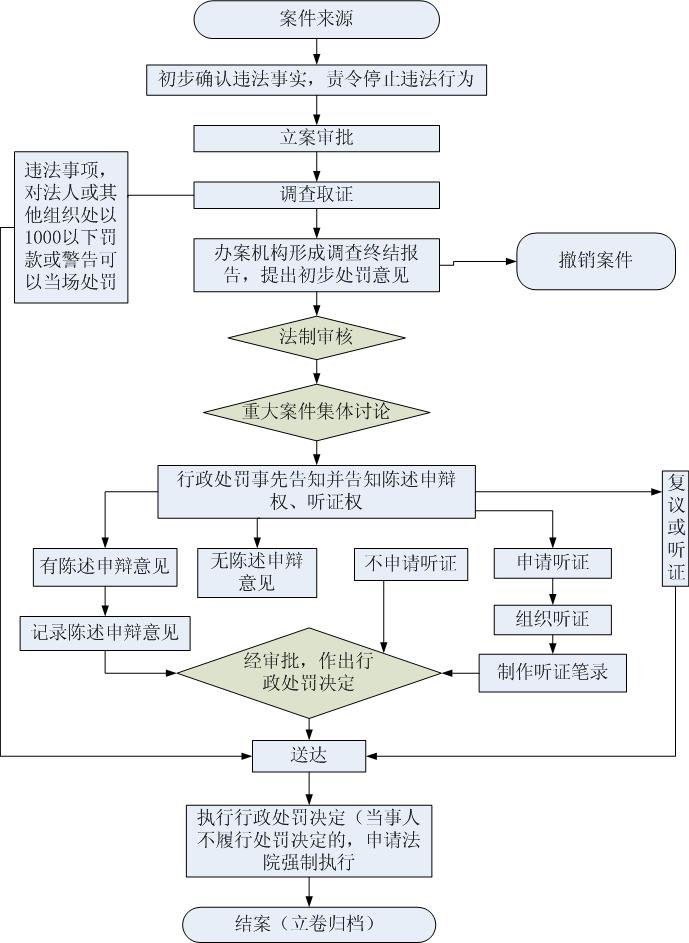 案件来源
初步确认违法事实，责令停止违法行为
立案审批
违法事项，
对法人或其
他组织处以
1000以下罚
款或警告可
以当场处罚
调查取证
办案机构形成调查终结报
告，提出初步处罚意见
撤销案件
法制审核
重大案件集体讨论
行政处罚事先告知并告知陈述申辩
权、听证权
复
议
或
听
证
有陈述申辩意见
无陈述申辩
意见
不申请听证
申请听证
记录陈述申辩意见
组织听证
经审批，作出行
政处罚决定
制作听证笔录
送达
执行行政处罚决定（当事人
不履行处罚决定的，申请法
院强制执行
结案（立卷归档）